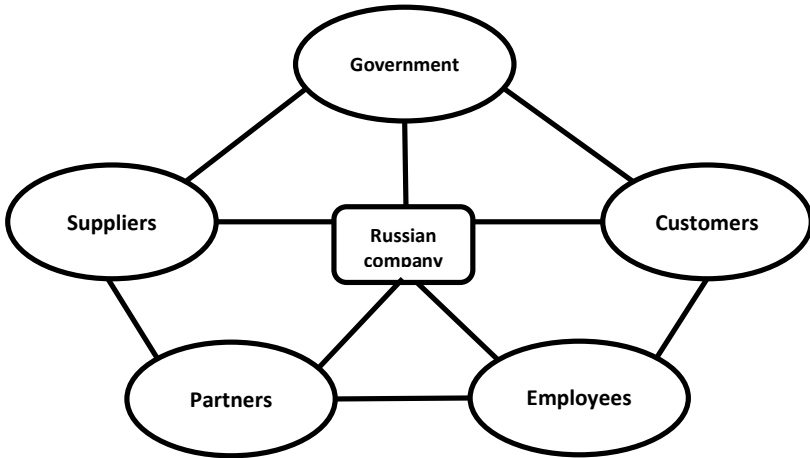 Government
Suppliers
Customers
Russian
company
Partners
Employees